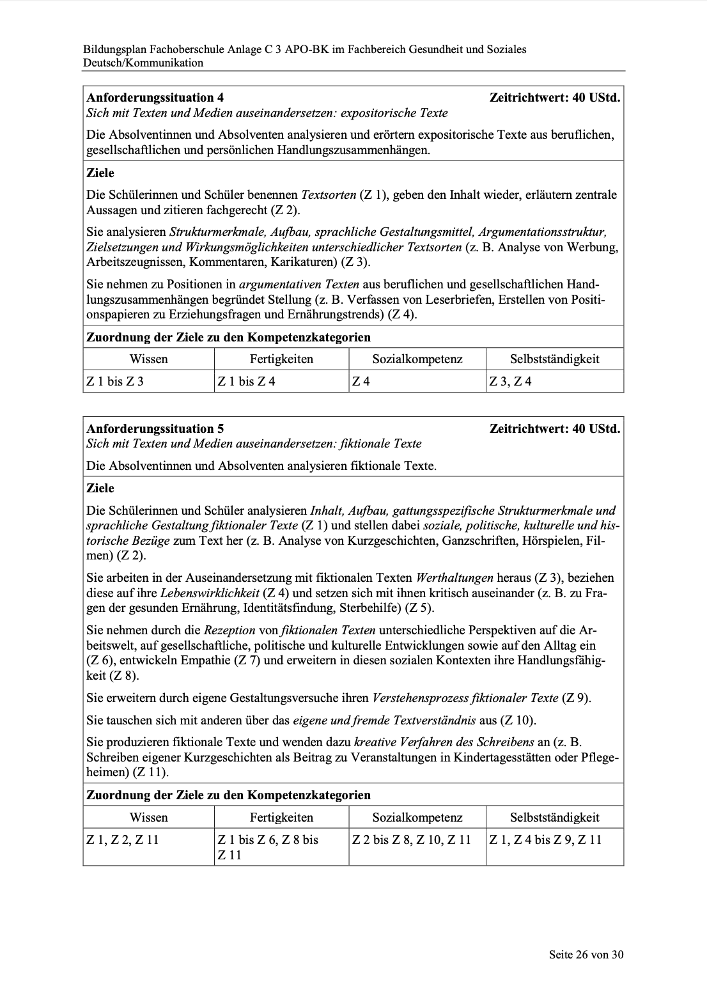 Bildungsplan Fachoberschule Anlage C 3 APO-BK im Fachbereich Gesundheit und Soziales
Deutsch/Kommunikation
Anforderungssituation 4 Zeitrichtwert: 40 UStd.
Sich mit Texten und Medien auseinandersetzen: expositorische Texte
Die Absolventinnen und Absolventen analysieren und erörtern expositorische Texte aus beruflichen,
gesellschaftlichen und persönlichen Handlungszusammenhängen.
Ziele
Die Schülerinnen und Schüler benennen Textsorten (Z 1), geben den Inhalt wieder, erläutern zentrale
Aussagen und zitieren fachgerecht (Z 2).
Sie analysieren Strukturmerkmale, Aufbau, sprachliche Gestaltungsmittel, Argumentationsstruktur,
Zielsetzungen und Wirkungsmöglichkeiten unterschiedlicher Textsorten (z. B. Analyse von Werbung,
Arbeitszeugnissen, Kommentaren, Karikaturen) (Z 3).
Sie nehmen zu Positionen in argumentativen Texten aus beruflichen und gesellschaftlichen Hand-
lungszusammenhängen begründet Stellung (z. B. Verfassen von Leserbriefen, Erstellen von Positi-
onspapieren zu Erziehungsfragen und Ernährungstrends) (Z 4).
Zuordnung der Ziele zu den Kompetenzkategorien
Wissen Fertigkeiten Sozialkompetenz Selbstständigkeit
Z 1 bis Z 3 Z 1 bis Z 4 Z 4 Z 3, Z 4
Anforderungssituation 5 Zeitrichtwert: 40 UStd.
Sich mit Texten und Medien auseinandersetzen: fiktionale Texte
Die Absolventinnen und Absolventen analysieren fiktionale Texte.
Ziele
Die Schülerinnen und Schüler analysieren Inhalt, Aufbau, gattungsspezifische Strukturmerkmale und
sprachliche Gestaltung fiktionaler Texte (Z 1) und stellen dabei soziale, politische, kulturelle und his-
torische Bezüge zum Text her (z. B. Analyse von Kurzgeschichten, Ganzschriften, Hörspielen, Fil-
men) (Z 2).
Sie arbeiten in der Auseinandersetzung mit fiktionalen Texten Werthaltungen heraus (Z 3), beziehen
diese auf ihre Lebenswirklichkeit (Z 4) und setzen sich mit ihnen kritisch auseinander (z. B. zu Fra-
gen der gesunden Ernährung, Identitätsfindung, Sterbehilfe) (Z 5).
Sie nehmen durch die Rezeption von fiktionalen Texten unterschiedliche Perspektiven auf die Ar-
beitswelt, auf gesellschaftliche, politische und kulturelle Entwicklungen sowie auf den Alltag ein
(Z 6), entwickeln Empathie (Z 7) und erweitern in diesen sozialen Kontexten ihre Handlungsfähig-
keit (Z 8).
Sie erweitern durch eigene Gestaltungsversuche ihren Verstehensprozess fiktionaler Texte (Z 9).
Sie tauschen sich mit anderen über das eigene und fremde Textverständnis aus (Z 10).
Sie produzieren fiktionale Texte und wenden dazu kreative Verfahren des Schreibens an (z. B.
Schreiben eigener Kurzgeschichten als Beitrag zu Veranstaltungen in Kindertagesstätten oder Pflege-
heimen) (Z 11).
Zuordnung der Ziele zu den Kompetenzkategorien
Wissen Fertigkeiten Sozialkompetenz Selbstständigkeit
Z 1, Z 2, Z 11 Z 1 bis Z 6, Z 8 bis Z 2 bis Z 8, Z 10, Z 11 Z 1, Z 4 bis Z 9, Z 11
Z 11
Seite 26 von 30